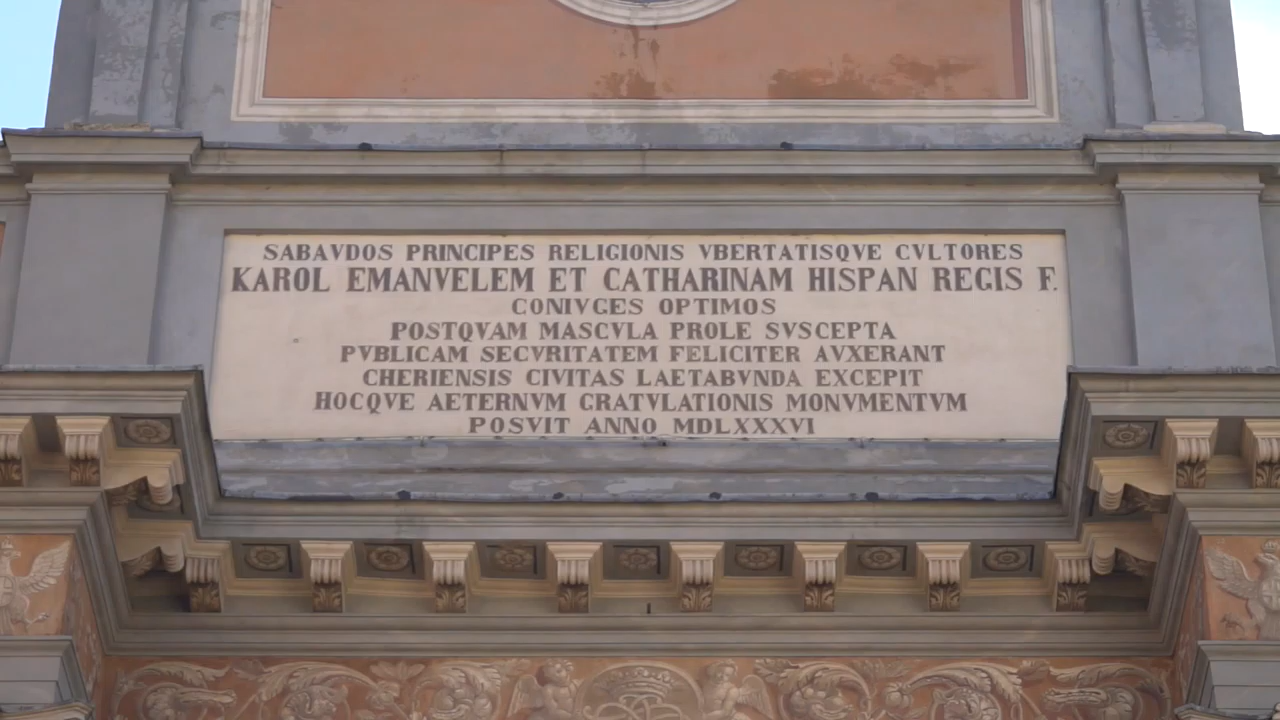 SABAVDOS PRINCIPES RELIGIONIS VBERTATISQVE CVLTORES
KAROL EMANVELEM ET CATHARINAM HISPAN REGIS F.
CONIVGES OPTIMOS
POSTQVAM MASCVLA PROLE SVSCEPTA
PVBLICAM SECVRITATEM FELICITER AVXERANT
CHERIENSIS CIVITAS LAETABVNDA EXCEPIT
HOCQVE AETERNVM GRATVLATIONIS MONVMENTVM
POSVIT ANNO MDLXXXVI